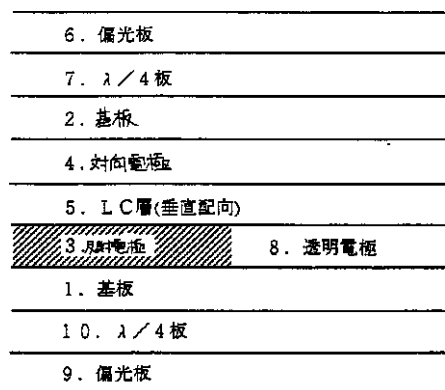 6. 偏光板
7. λ/4板
2. 基板
4. 対向電極
5. LC層(垂直配向)
3. 反射電極 8. 透明電極
1. 基板
10. λ/4板
9. 偏光板